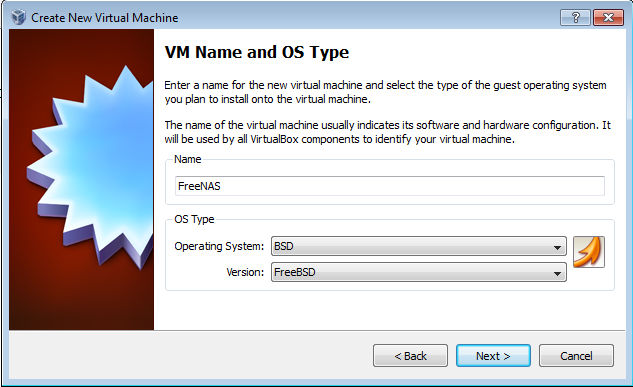 Create New Virtual Machine
?
VM Name and OS Type
Enter a name for the new virtual machine and select the type of the guest operating system
you plan to install onto the virtual machine.
The name of the virtual machine usually indicates its software and hardware configuration. It
will be used by all VirtualBox components to identify your virtual machine.
Name
FreeNAS
OS Type
Operating System: BSD
Version: FreeBSD
< Back Next > Cancel